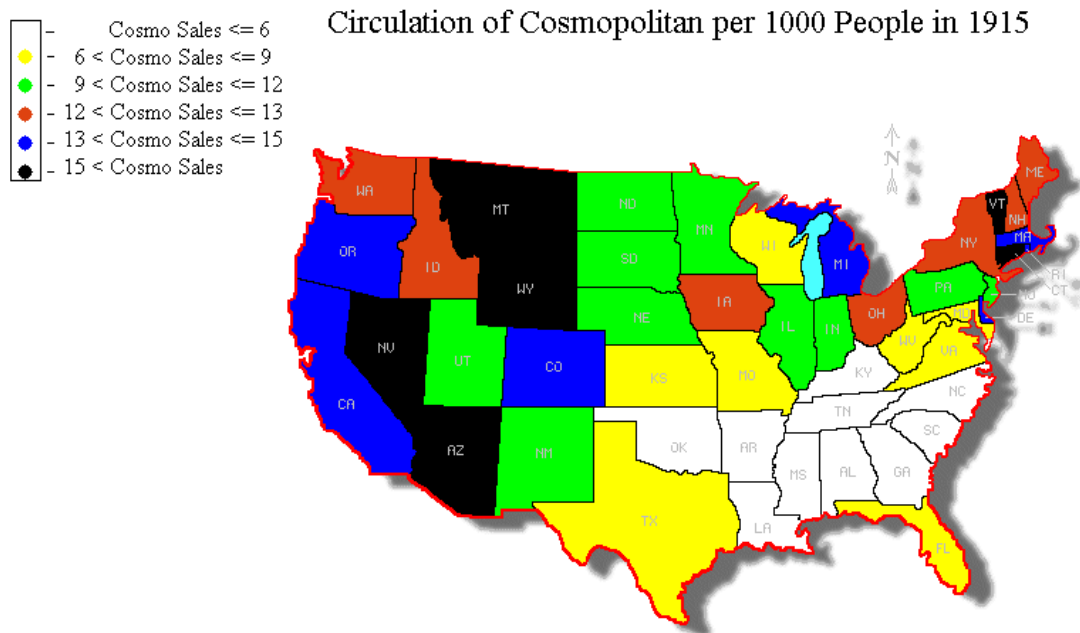 Circulation of Cosmopolitan per 1000 People in 1915
- Cosmo Sales <= 6
- 6 < Cosmo Sales <= 9
- 9 < Cosmo Sales <= 12
- 12 < Cosmo Sales <= 13
- 13 < Cosmo Sales <= 15
- 15 < Cosmo Sales
N
WA
MT
ND
MN
ME
VT
NH
OR
ID
SD
WI
MI
NY
MA
RI
CT
WY
NE
IA
PA
NJ
NV
UT
CO
IL
IN
OH
MD
DE
WV
VA
KS
MO
KY
CA
NC
TN
AZ
NM
OK
AR
SC
MS
AL
GA
TX
LA
FL